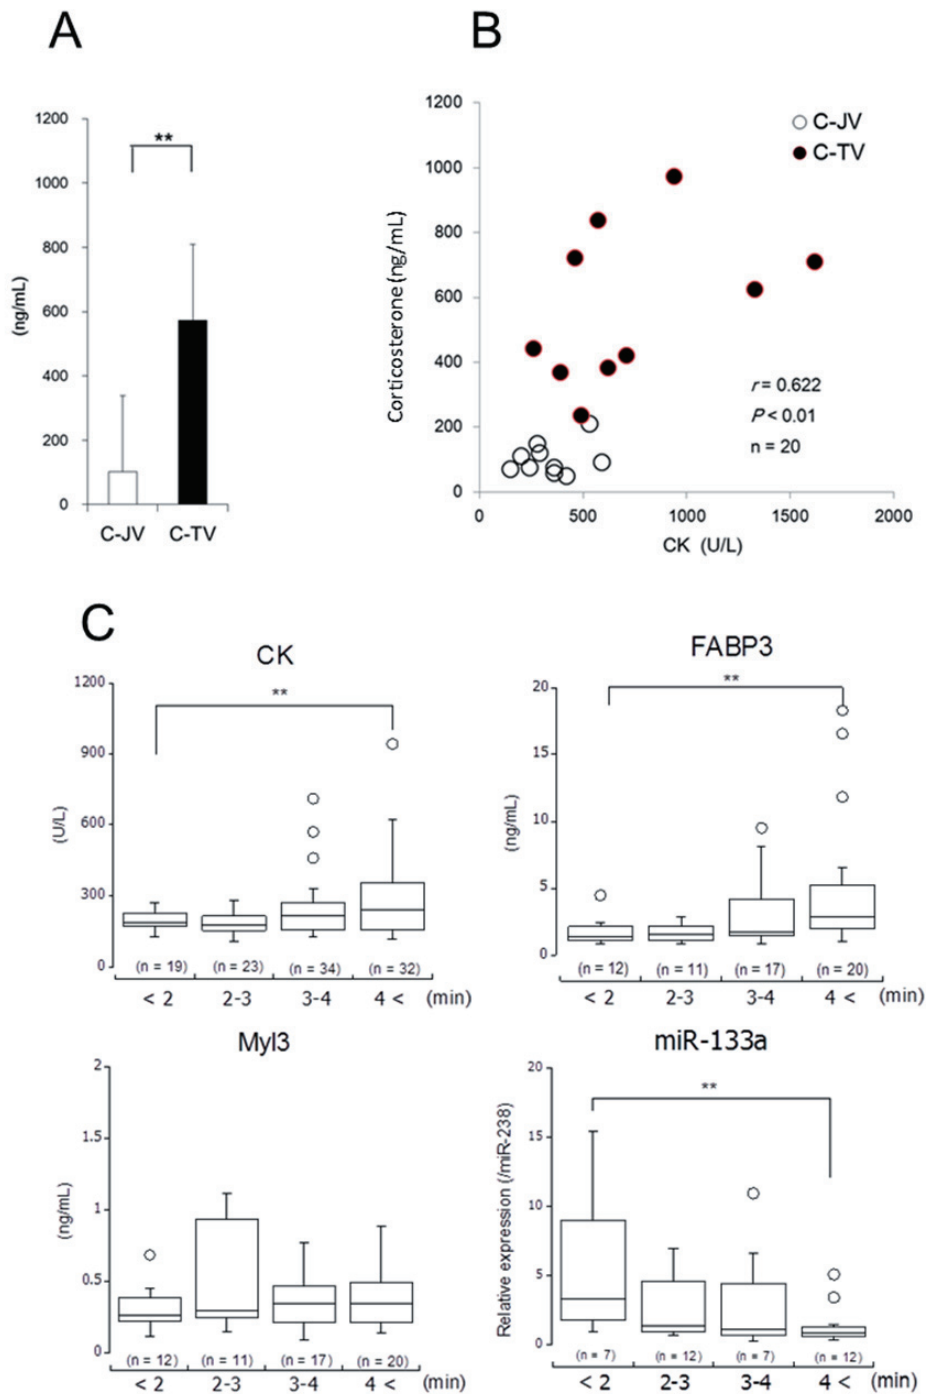 A
1200
1000
800
600
400
200
0
(ng/mL)
**
C-JV
C-TV
B
1200
1000
800
600
400
200
0
Corticosterone (ng/mL)
C-JV
C-TV
r = 0.622
P < 0.01
n = 20
0
500
1000
1500
2000
CK (U/L)
C
CK
1200
900
600
300
0
(U/L)
**
(n = 19)
(n = 23)
(n = 34)
(n = 32)
< 2
2-3
3-4
4 <
(min)
FABP3
20
15
10
5
0
(ng/mL)
**
(n = 12)
(n = 11)
(n = 17)
(n = 20)
< 2
2-3
3-4
4 <
(min)
Myl3
2
1.5
1
0.5
0
(ng/mL)
(n = 12)
(n = 11)
(n = 17)
(n = 20)
< 2
2-3
3-4
4 <
(min)
miR-133a
20
15
10
5
0
Relative expression (/miR-238)
**
(n = 7)
(n = 12)
(n = 7)
(n = 12)
< 2
2-3
3-4
4 <
(min)